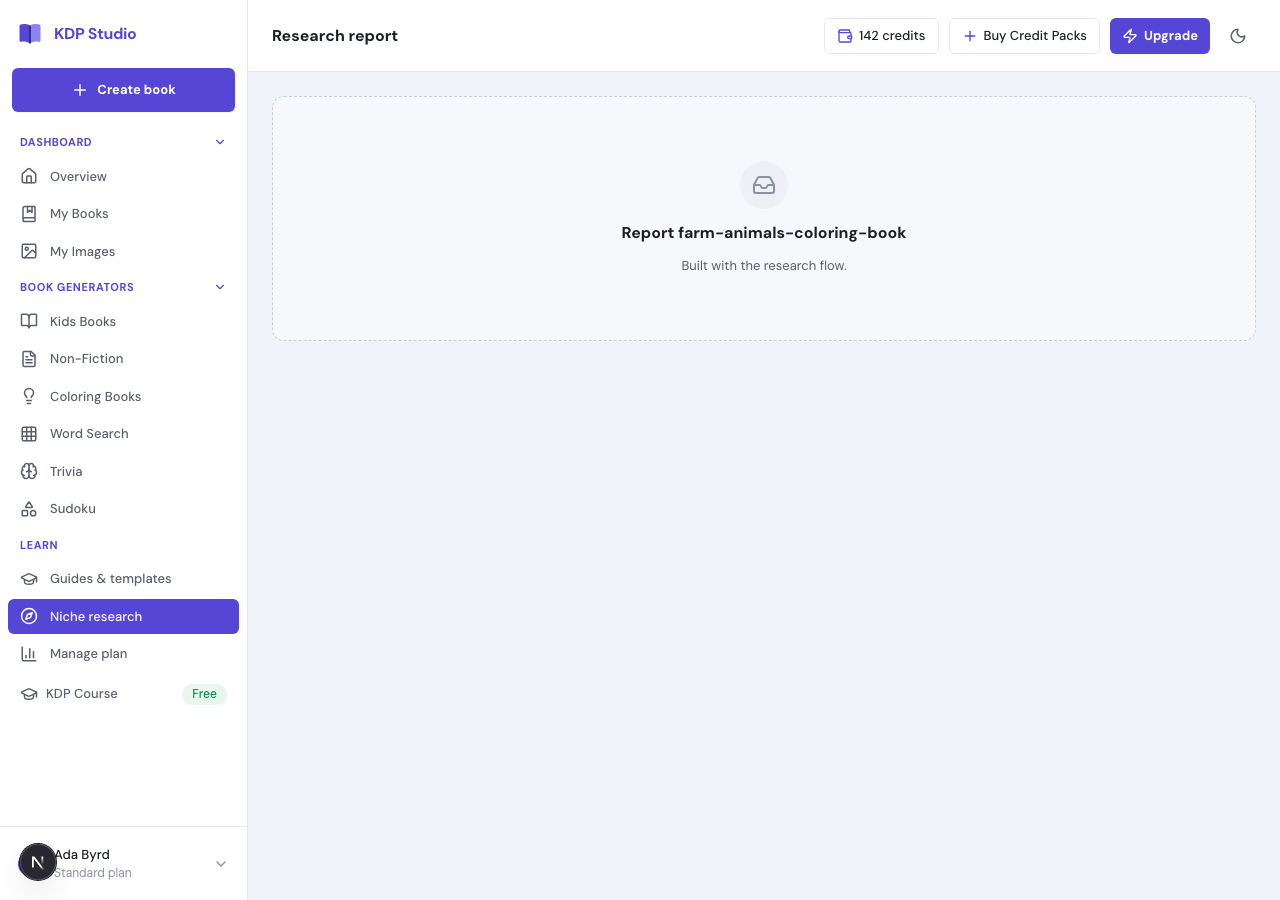 KDP Studio
Create book
DASHBOARD
Overview
My Books
My Images
BOOK GENERATORS
Kids Books
Non-Fiction
Coloring Books
Word Search
Trivia
Sudoku
LEARN
Guides & templates
Niche research
Manage plan
KDP Course Free
N
Ada Byrd
Standard plan
Research report
142 credits
Buy Credit Packs
Upgrade
Report farm-animals-coloring-book
Built with the research flow.